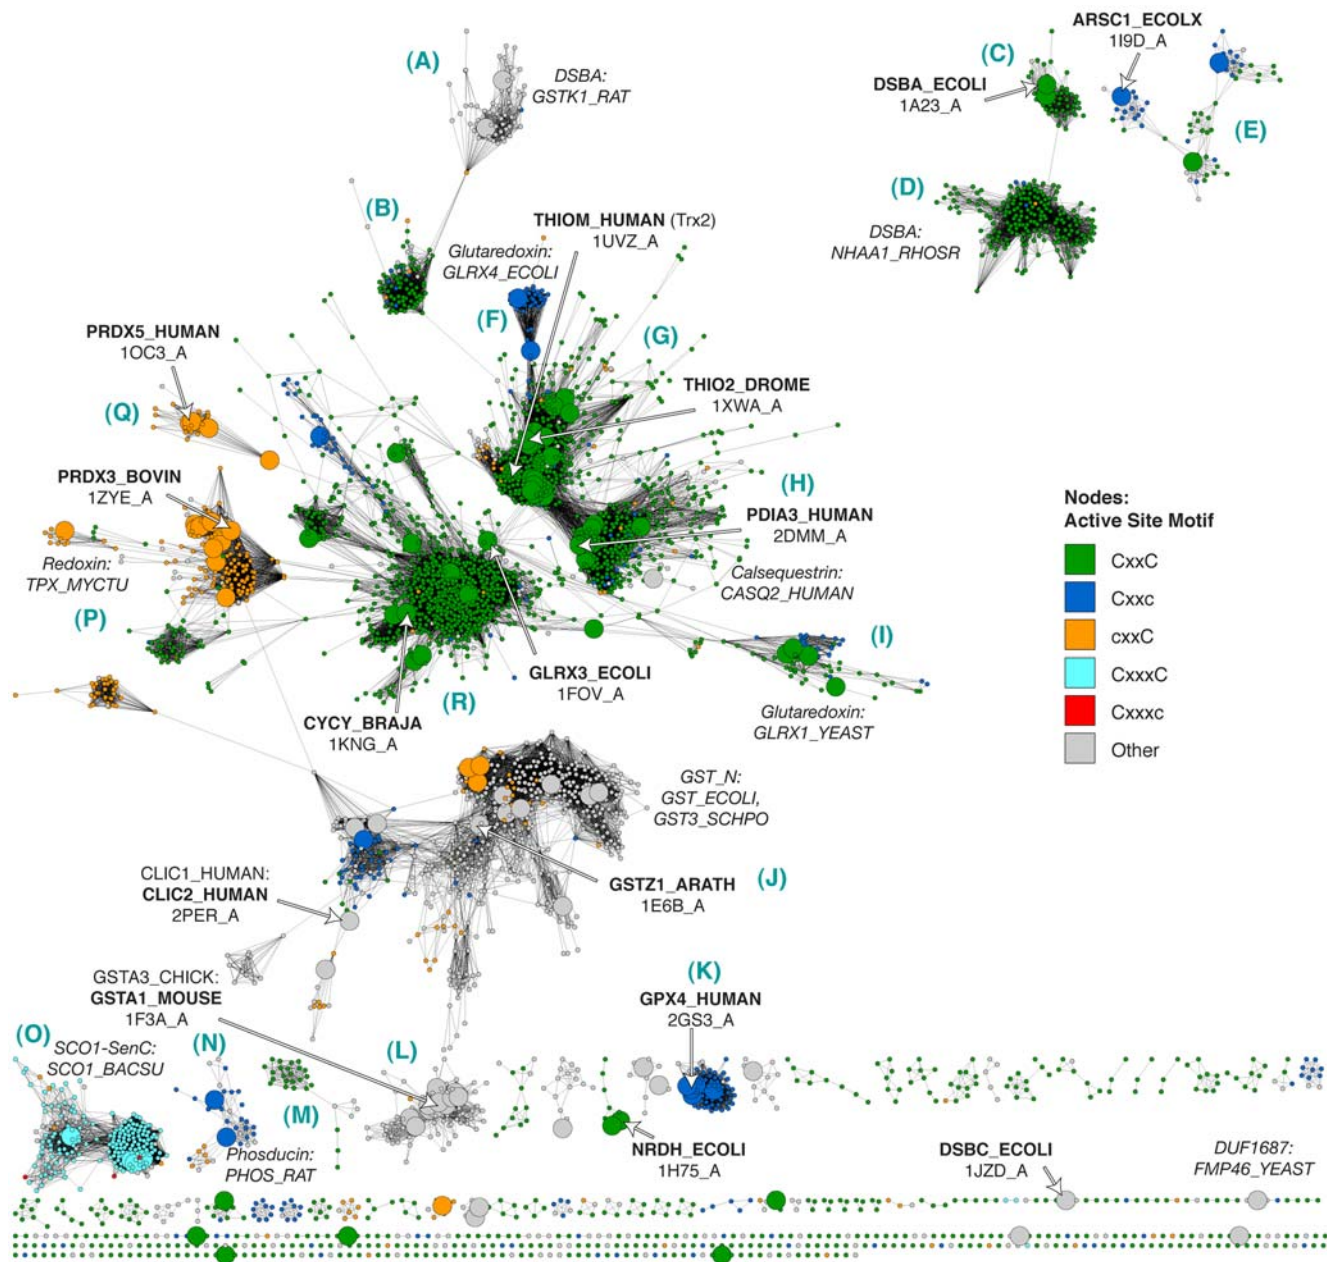 (A)
DSBA:
GSTK1_RAT
(B)
(C)
DSBA_ECOLI
1A23_A
ARSC1_ECOLX
1I9D_A
(E)
(D)
DSBA:
NHAA1_RHOSR
THIOM_HUMAN (Trx2)
1UVZ_A
Glutaredoxin:
GLRX4_ECOLI
(F)
(G)
PRDX5_HUMAN
1OC3_A
(Q)
THIO2_DROME
1XWA_A
PRDX3_BOVIN
1ZYE_A
(H)
PDIA3_HUMAN
2DMM_A
Redoxin:
TPX_MYCTU
(P)
Calsequestrin:
CASQ2_HUMAN
(I)
Glutaredoxin:
GLRX1_YEAST
GLRX3_ECOLI
1FOV_A
(R)
CYCY_BRAJA
1KNG_A
Nodes:
Active Site Motif
CxxC
Cxxc
cxxC
CxxxC
Cxxxc
Other
GST_N:
GST_ECOLI,
GST3_SCHPO
(J)
GSTZ1_ARATH
1E6B_A
CLIC1_HUMAN:
CLIC2_HUMAN
2PER_A
GSTA3_CHICK:
GSTA1_MOUSE
1F3A_A
(K)
GPX4_HUMAN
2GS3_A
(O)
SCO1-SenC:
SCO1_BACSU
(N)
(M)
Phosducin:
PHOS_RAT
(L)
NRDH_ECOLI
1H75_A
DSBC_ECOLI
1JZD_A
DUF1687:
FMP46_YEAST